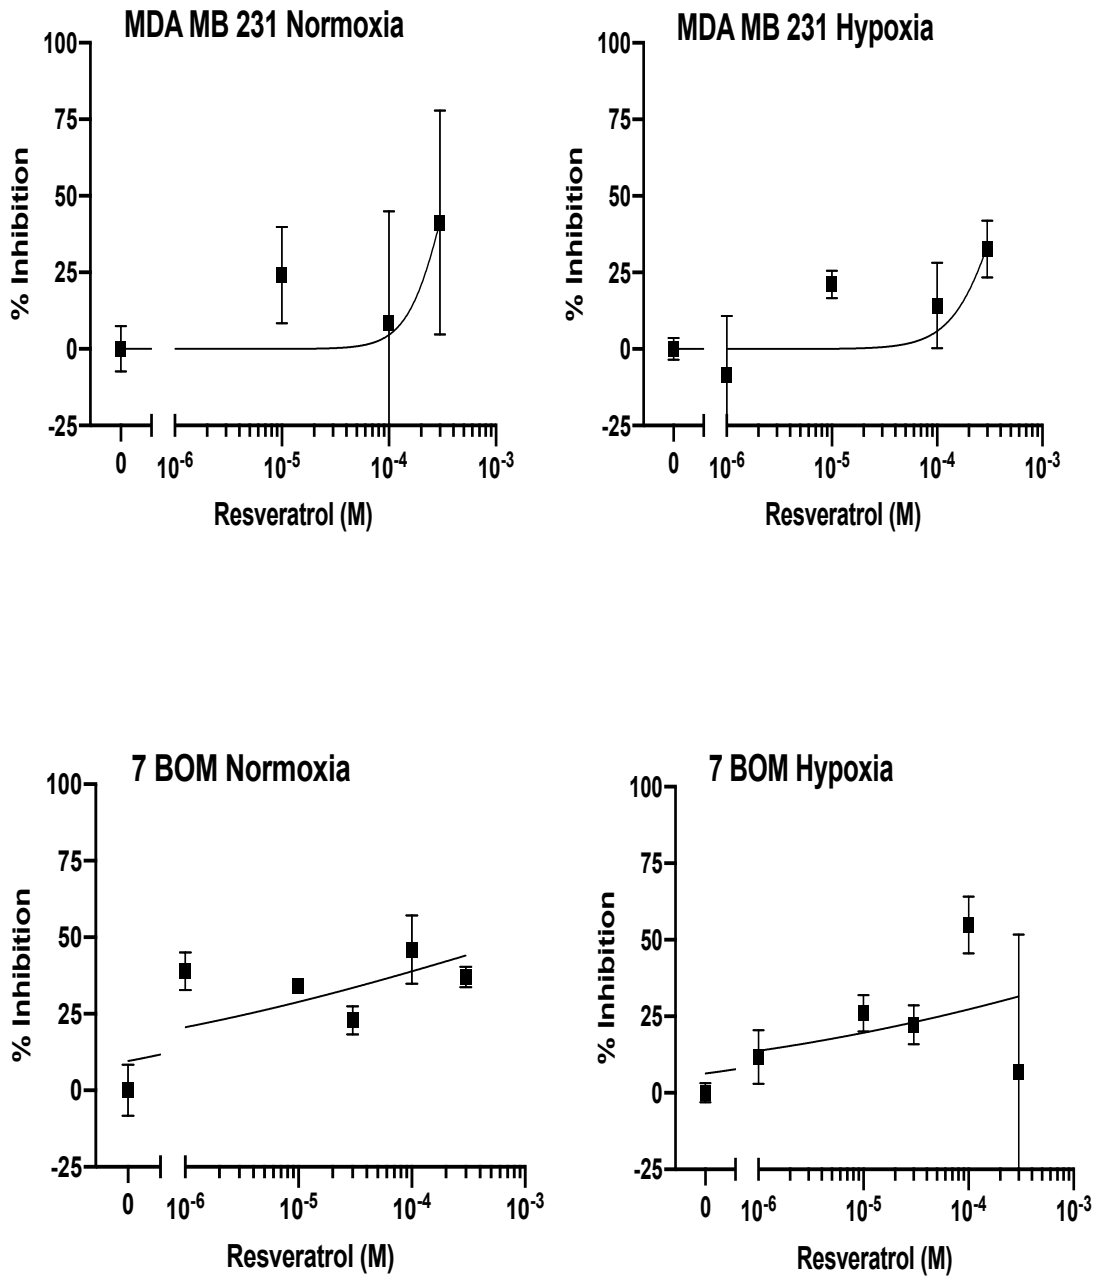 MDA MB 231 Normoxia
100
75
50
25
0
-25
% Inhibition
0 10-6 10-5 10-4 10-3
Resveratrol (M)
MDA MB 231 Hypoxia
100
75
50
25
0
-25
% Inhibition
0 10-6 10-5 10-4 10-3
Resveratrol (M)
7 BOM Normoxia
100
75
50
25
0
-25
% Inhibition
0 10-6 10-5 10-4 10-3
Resveratrol (M)
7 BOM Hypoxia
100
75
50
25
0
-25
% Inhibition
0 10-6 10-5 10-4 10-3
Resveratrol (M)